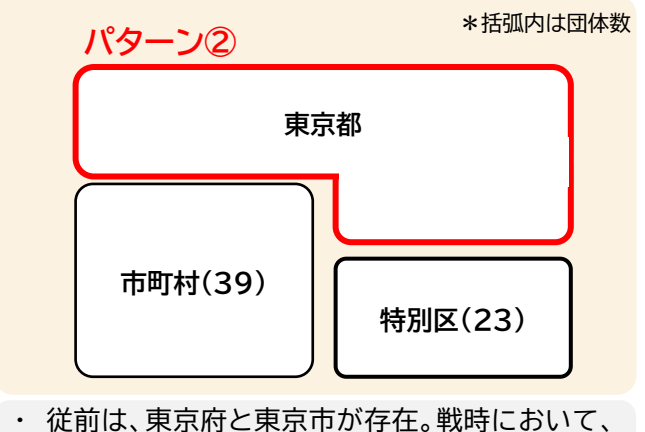 ＊括弧内は団体数
パターン②
東京都
市町村（39）
特別区（23）
・ 従前は、東京府と東京市が存在。戦時において、